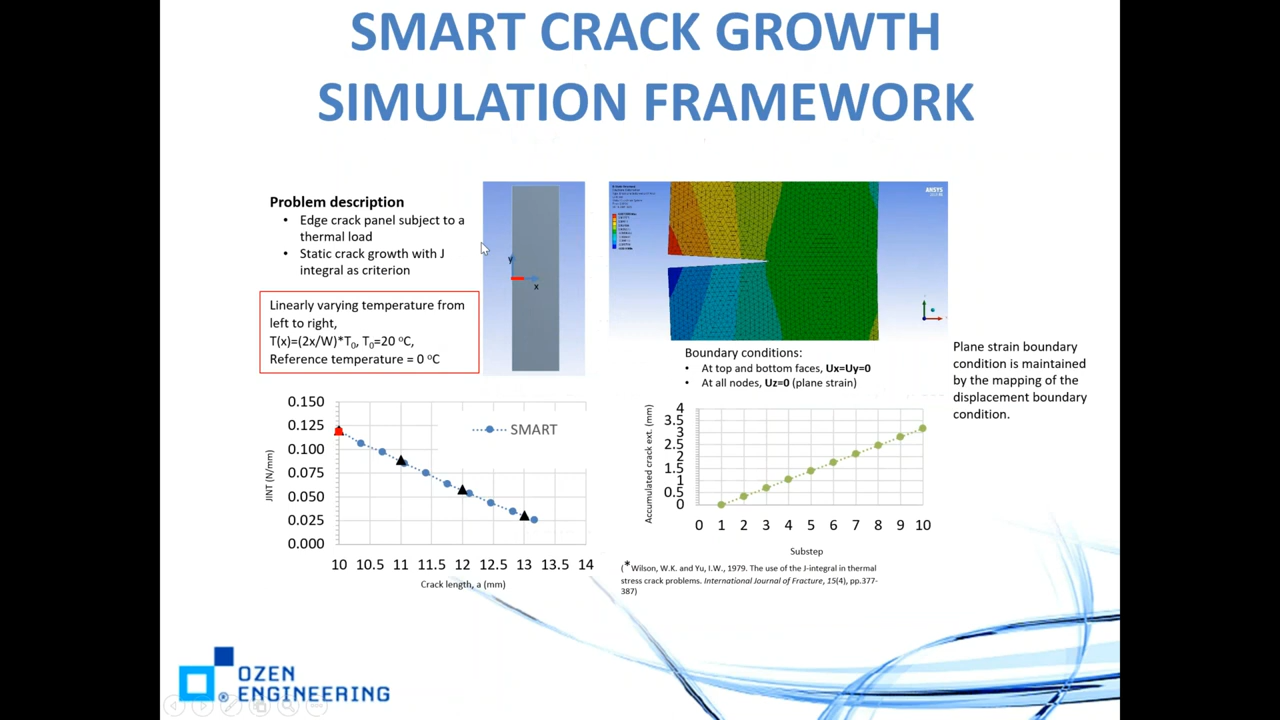 SMART CRACK GROWTH
SIMULATION FRAMEWORK
Problem description
• Edge crack panel subject to a
thermal load
• Static crack growth with J
integral as criterion
Linearly varying temperature from
left to right,
T(x)=(2x/W)*T₀, T₀=20 °C,
Reference temperature = 0 °C
y
x
ANSYS
Boundary conditions:
• At top and bottom faces, Ux=Uy=0
• At all nodes, Uz=0 (plane strain)
Plane strain boundary
condition is maintained
by the mapping of the
displacement boundary
condition.
JINT (N/mm)
0.150
0.125
0.100
0.075
0.050
0.025
0.000
SMART
10 10.5 11 11.5 12 12.5 13 13.5 14
Crack length, a (mm)
Accumulated crack ext. (mm)
4
3.5
3
2.5
2
1.5
1
0.5
0
0 1 2 3 4 5 6 7 8 9 10
Substep
(*Wilson, W.K. and Yu, I.W., 1979. The use of the J-integral in thermal
stress crack problems. International Journal of Fracture, 15(4), pp.377-
387)
OZEN
ENGINEERING